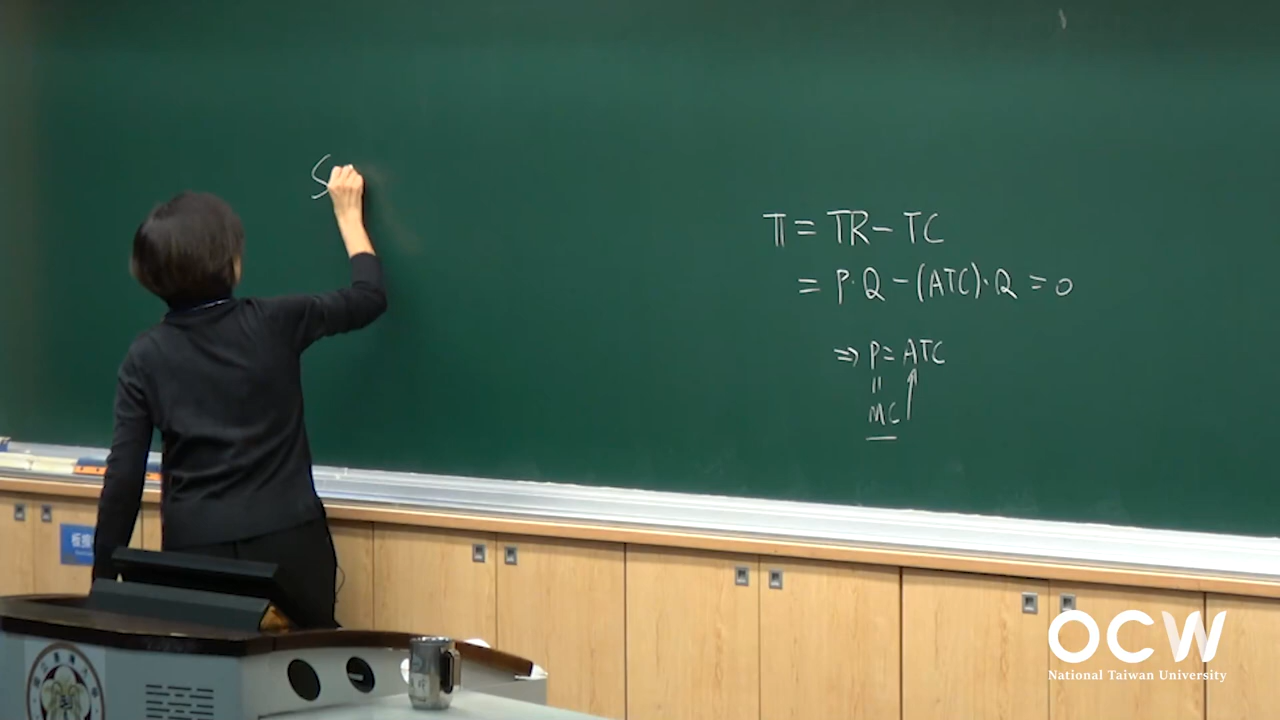 S
π = TR - TC
= P·Q - (ATC)·Q = 0
⇒ P = ATC
||
MC
OCW
National Taiwan University